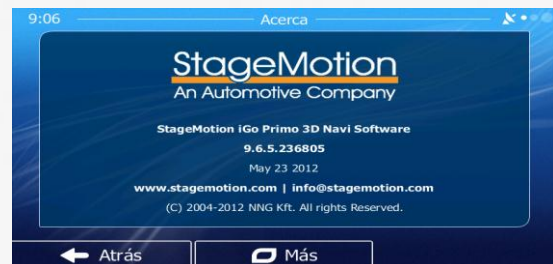 9:06
Acerca
StageMotion
An Automotive Company
StageMotion iGo Primo 3D Navi Software
9.6.5.236805
May 23 2012
www.stagemotion.com | info@stagemotion.com
(C) 2004-2012 NNG Kft. All rights Reserved.
Atrás
Más